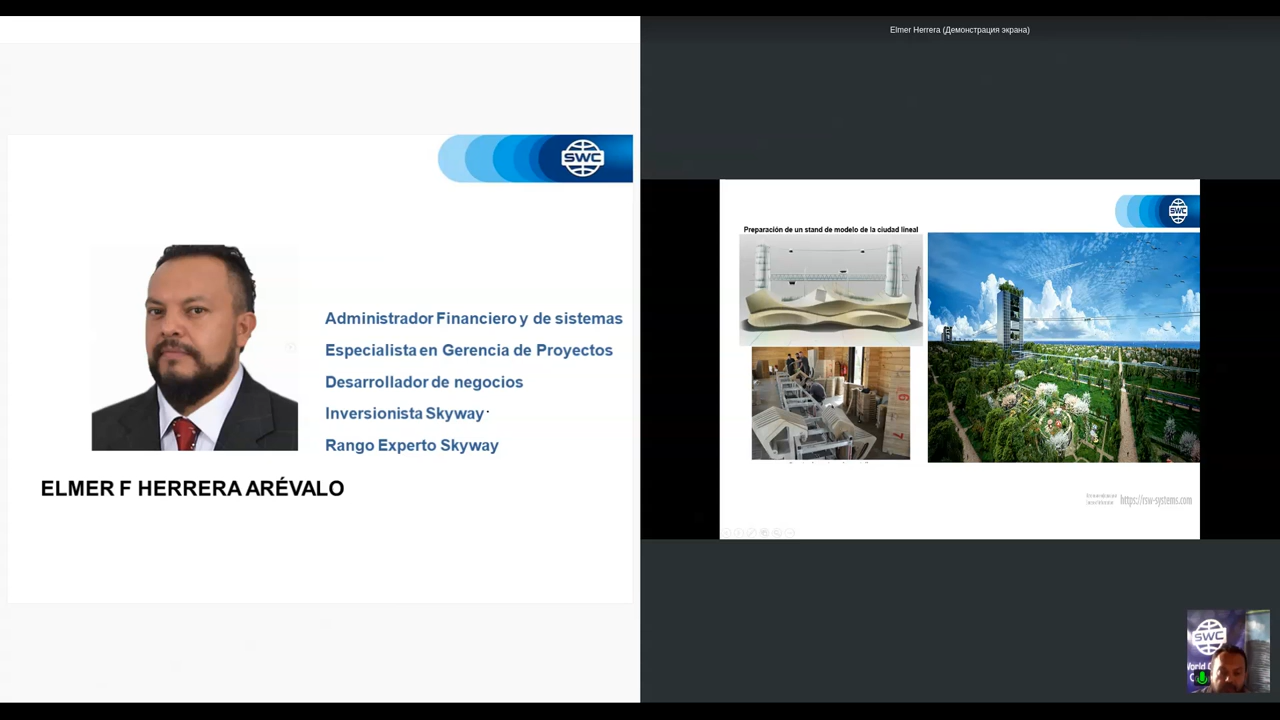 SWC
Administrador Financiero y de sistemas
Especialista en Gerencia de Proyectos
Desarrollador de negocios
Inversionista Skyway
Rango Experto Skyway
ELMER F HERRERA ARÉVALO
Elmer Herrera (Демонстрация экрана)
SWC
Preparación de un stand de modelo de la ciudad lineal
https://rsw-systems.com
SWC